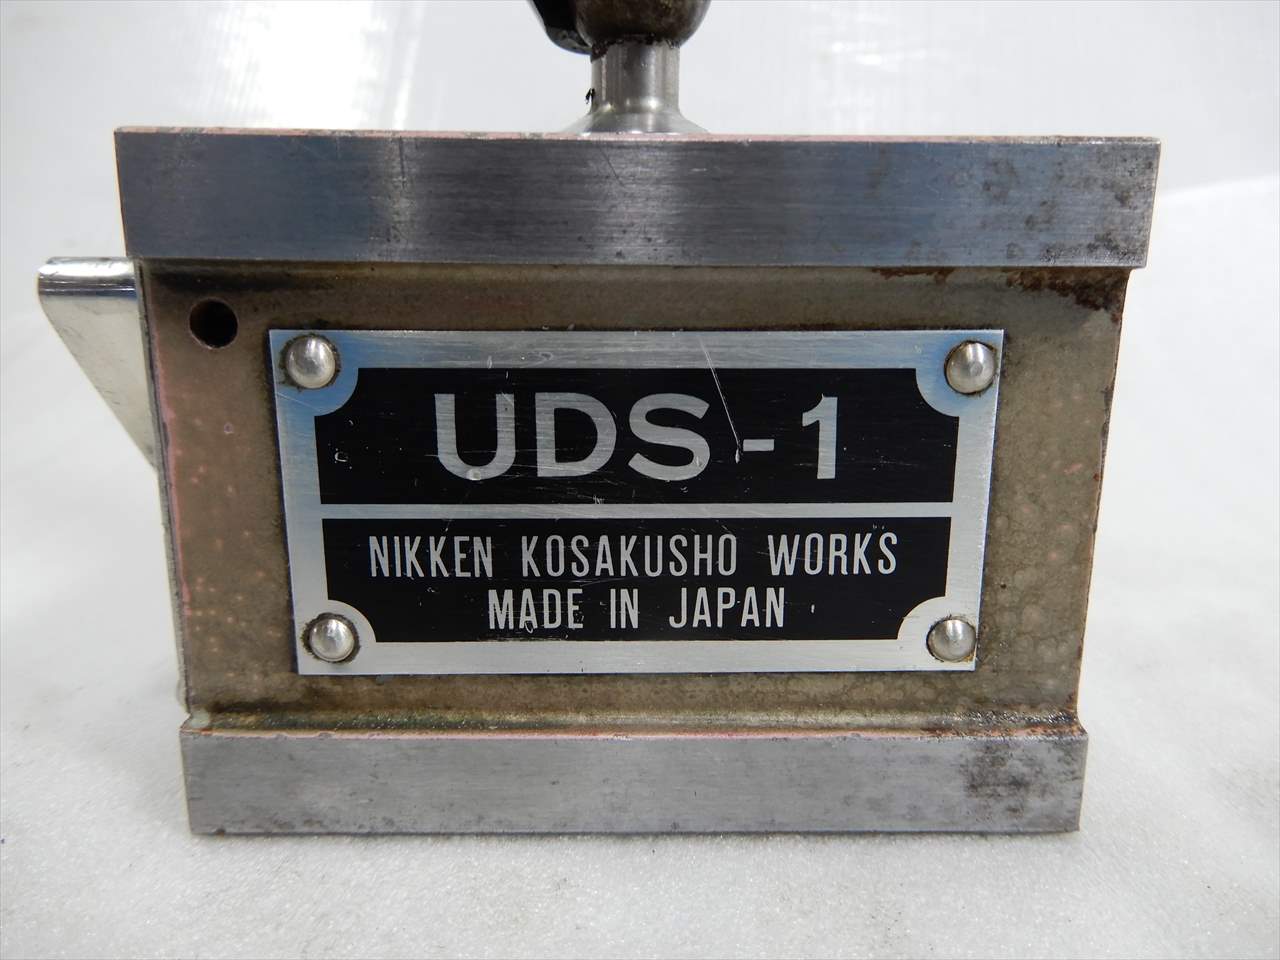 UDS-1
NIKKEN KOSAKUSHO WORKS
MADE IN JAPAN